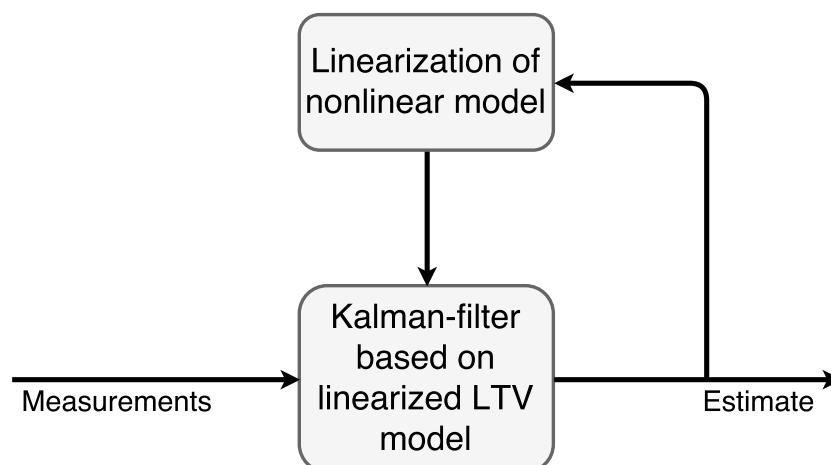 Linearization of
nonlinear model
Kalman-filter
based on
linearized LTV
model
Measurements
Estimate